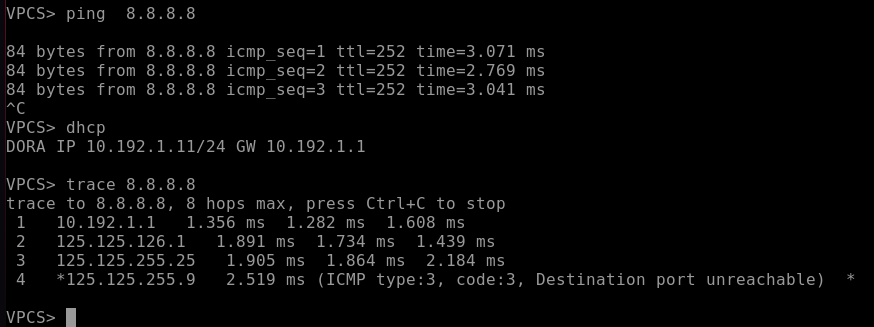 VPCS> ping  8.8.8.8
84 bytes from 8.8.8.8 icmp_seq=1 ttl=252 time=3.071 ms
84 bytes from 8.8.8.8 icmp_seq=2 ttl=252 time=2.769 ms
84 bytes from 8.8.8.8 icmp_seq=3 ttl=252 time=3.041 ms
^C
VPCS> dhcp
DORA IP 10.192.1.11/24 GW 10.192.1.1
VPCS> trace 8.8.8.8
trace to 8.8.8.8, 8 hops max, press Ctrl+C to stop
 1   10.192.1.1   1.356 ms  1.282 ms  1.608 ms
 2   125.125.126.1   1.891 ms  1.734 ms  1.439 ms
 3   125.125.255.25   1.905 ms  1.864 ms  2.184 ms
 4   *125.125.255.9   2.519 ms (ICMP type:3, code:3, Destination port unreachable)  *
VPCS>